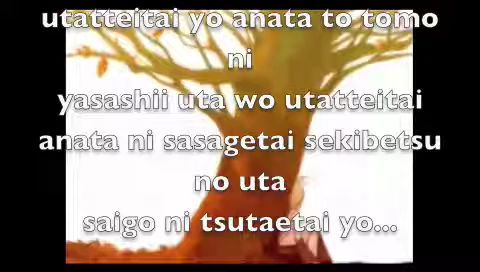 utatteitai yo anata to tomo
ni
yasashii uta wo utatteitai
anata ni sasagetai sekibetsu
no uta
saigo ni tsutaetai yo...